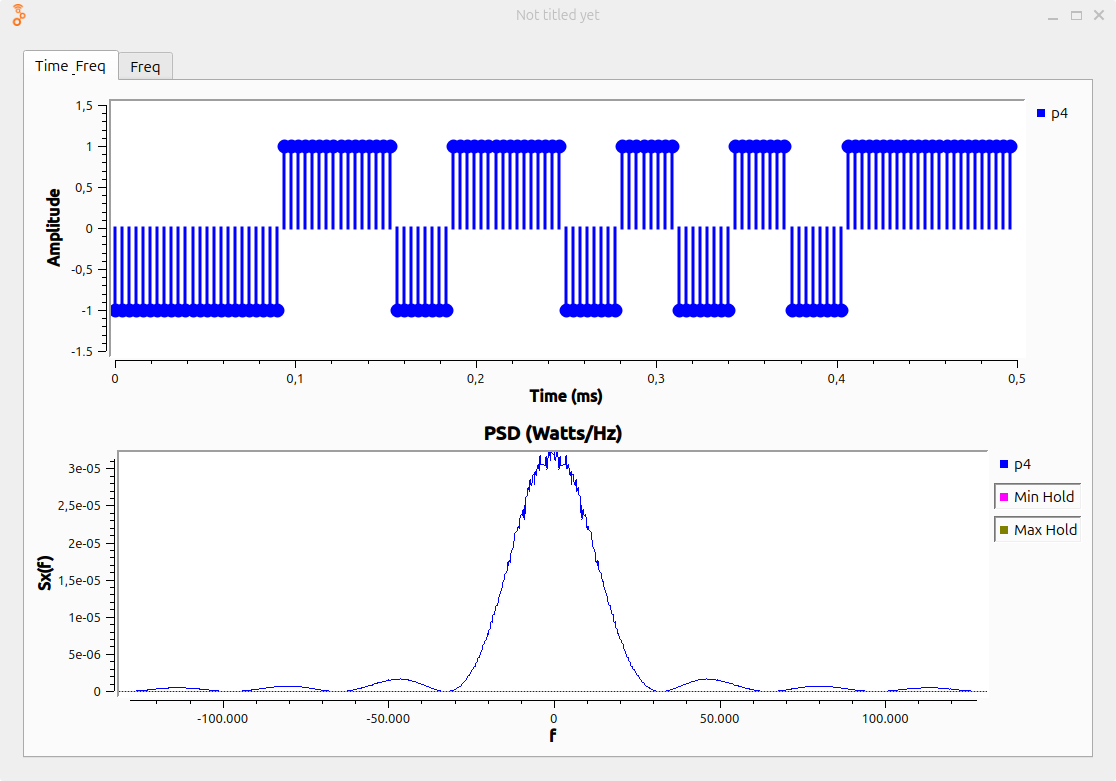 Not titled yet
Time_Freq
Freq
1,5
1
0,5
0
-0,5
-1
-1.5
Amplitude
p4
0
0,1
0,2
0,3
0,4
0,5
Time (ms)
PSD (Watts/Hz)
3e-05
2,5e-05
2e-05
1,5e-05
1e-05
5e-06
0
Sx(f)
p4
Min Hold
Max Hold
-100.000
-50.000
0
50.000
100.000
f